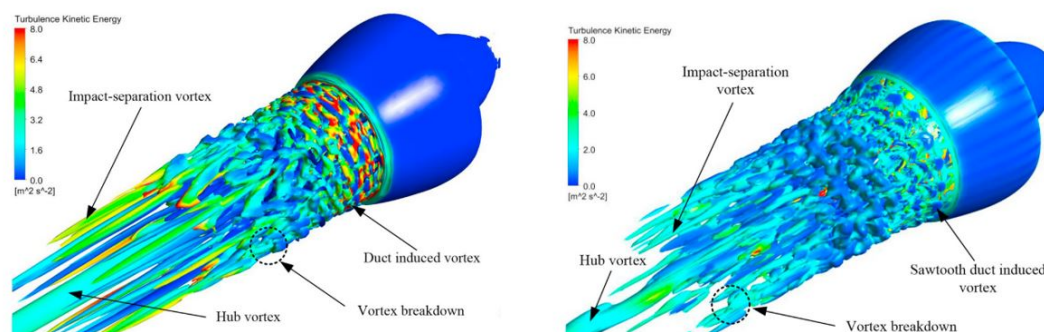 Turbulence Kinetic Energy
8.0
6.4
4.8
3.2
1.6
0.0
[m^2 s^-2]
Impact-separation vortex
Duct induced vortex
Vortex breakdown
Hub vortex
Turbulence Kinetic Energy
8.0
6.0
4.0
2.0
0.0
[m^2 s^-2]
Impact-separation
vortex
Hub vortex
Sawtooth duct induced
vortex
Vortex breakdown